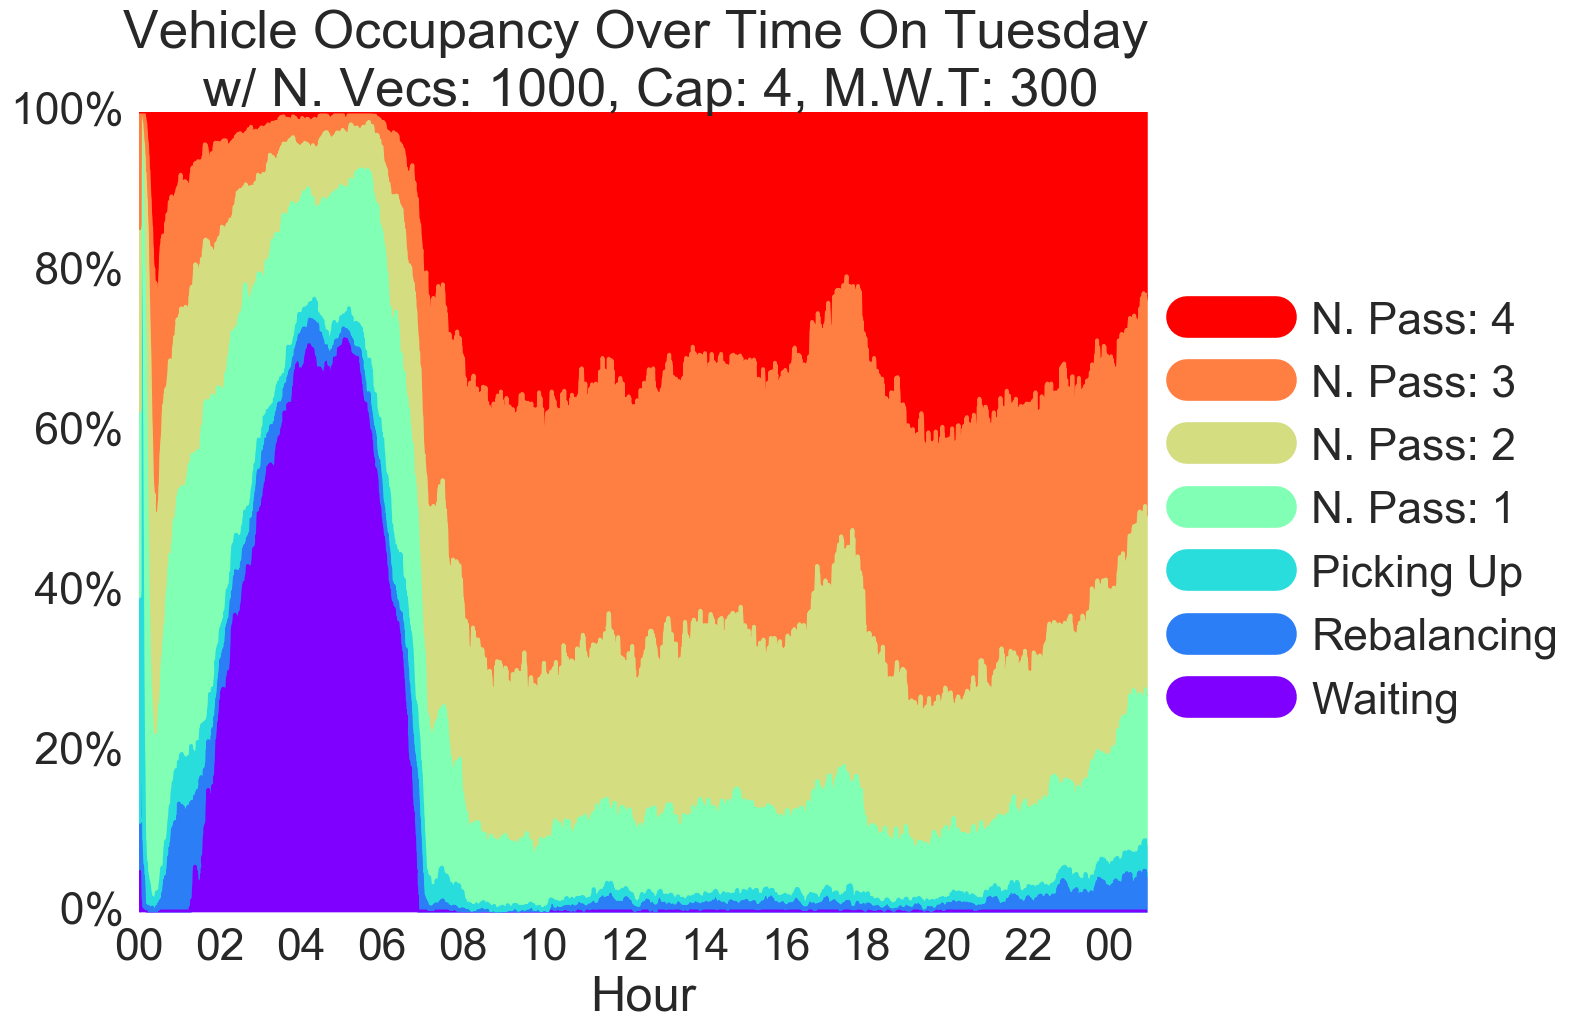 Vehicle Occupancy Over Time On Tuesday
w/ N. Vecs: 1000, Cap: 4, M.W.T: 300
100%
80%
60%
40%
20%
0%
00 02 04 06 08 10 12 14 16 18 20 22 00
Hour
N. Pass: 4
N. Pass: 3
N. Pass: 2
N. Pass: 1
Picking Up
Rebalancing
Waiting